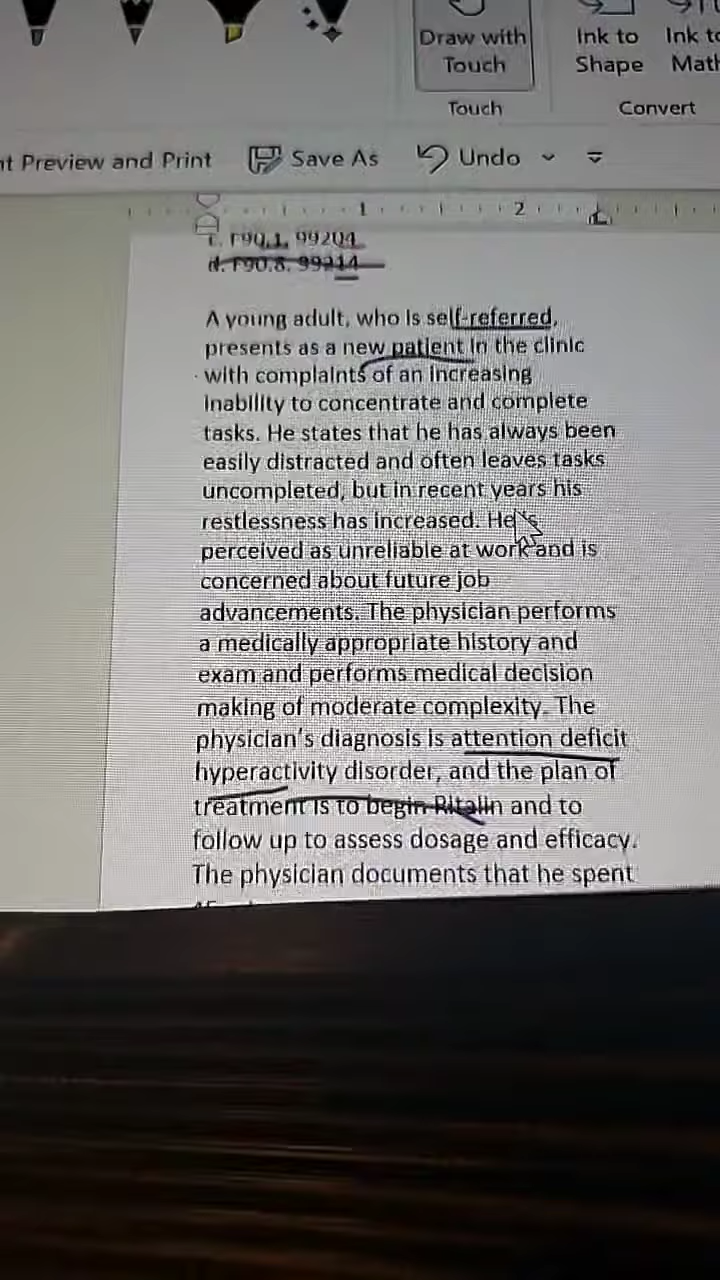 Draw with Touch
Ink to Shape
Ink to Math
Touch
Convert
nt Preview and Print
Save As
Undo
1
2
c. F90.1, 99204
d. F90.8, 99214
A young adult, who is self-referred,
presents as a new patient in the clinic
with complaints of an increasing
inability to concentrate and complete
tasks. He states that he has always been
easily distracted and often leaves tasks
uncompleted, but in recent years his
restlessness has increased. He is
perceived as unreliable at work and is
concerned about future job
advancements. The physician performs
a medically appropriate history and
exam and performs medical decision
making of moderate complexity. The
physician's diagnosis is attention deficit
hyperactivity disorder, and the plan of
treatment is to begin Ritalin and to
follow up to assess dosage and efficacy.
The physician documents that he spent